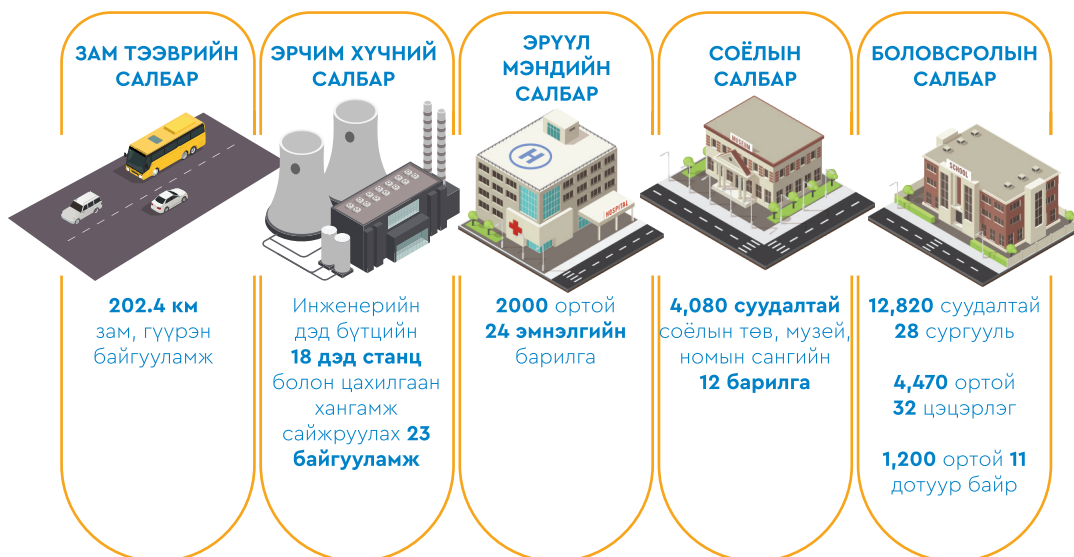 ЗАМ ТЭЭВРИЙН
САЛБАР
202.4 км
зам, гүүрэн
байгууламж
ЭРЧИМ ХҮЧНИЙ
САЛБАР
Инженерийн
дэд бүтцийн
18 дэд станц
болон цахилгаан
хангамж
сайжруулах 23
байгууламж
ЭРҮҮЛ
МЭНДИЙН
САЛБАР
H
HOSPITAL
2000 ортой
24 эмнэлгийн
барилга
СОЁЛЫН
САЛБАР
MUSEUM
4,080 суудалтай
соёлын төв, музей,
номын сангийн
12 барилга
БОЛОВСРОЛЫН
САЛБАР
SCHOOL
12,820 суудалтай
28 сургууль
4,470 ортой
32 цэцэрлэг
1,200 ортой 11
дотуур байр